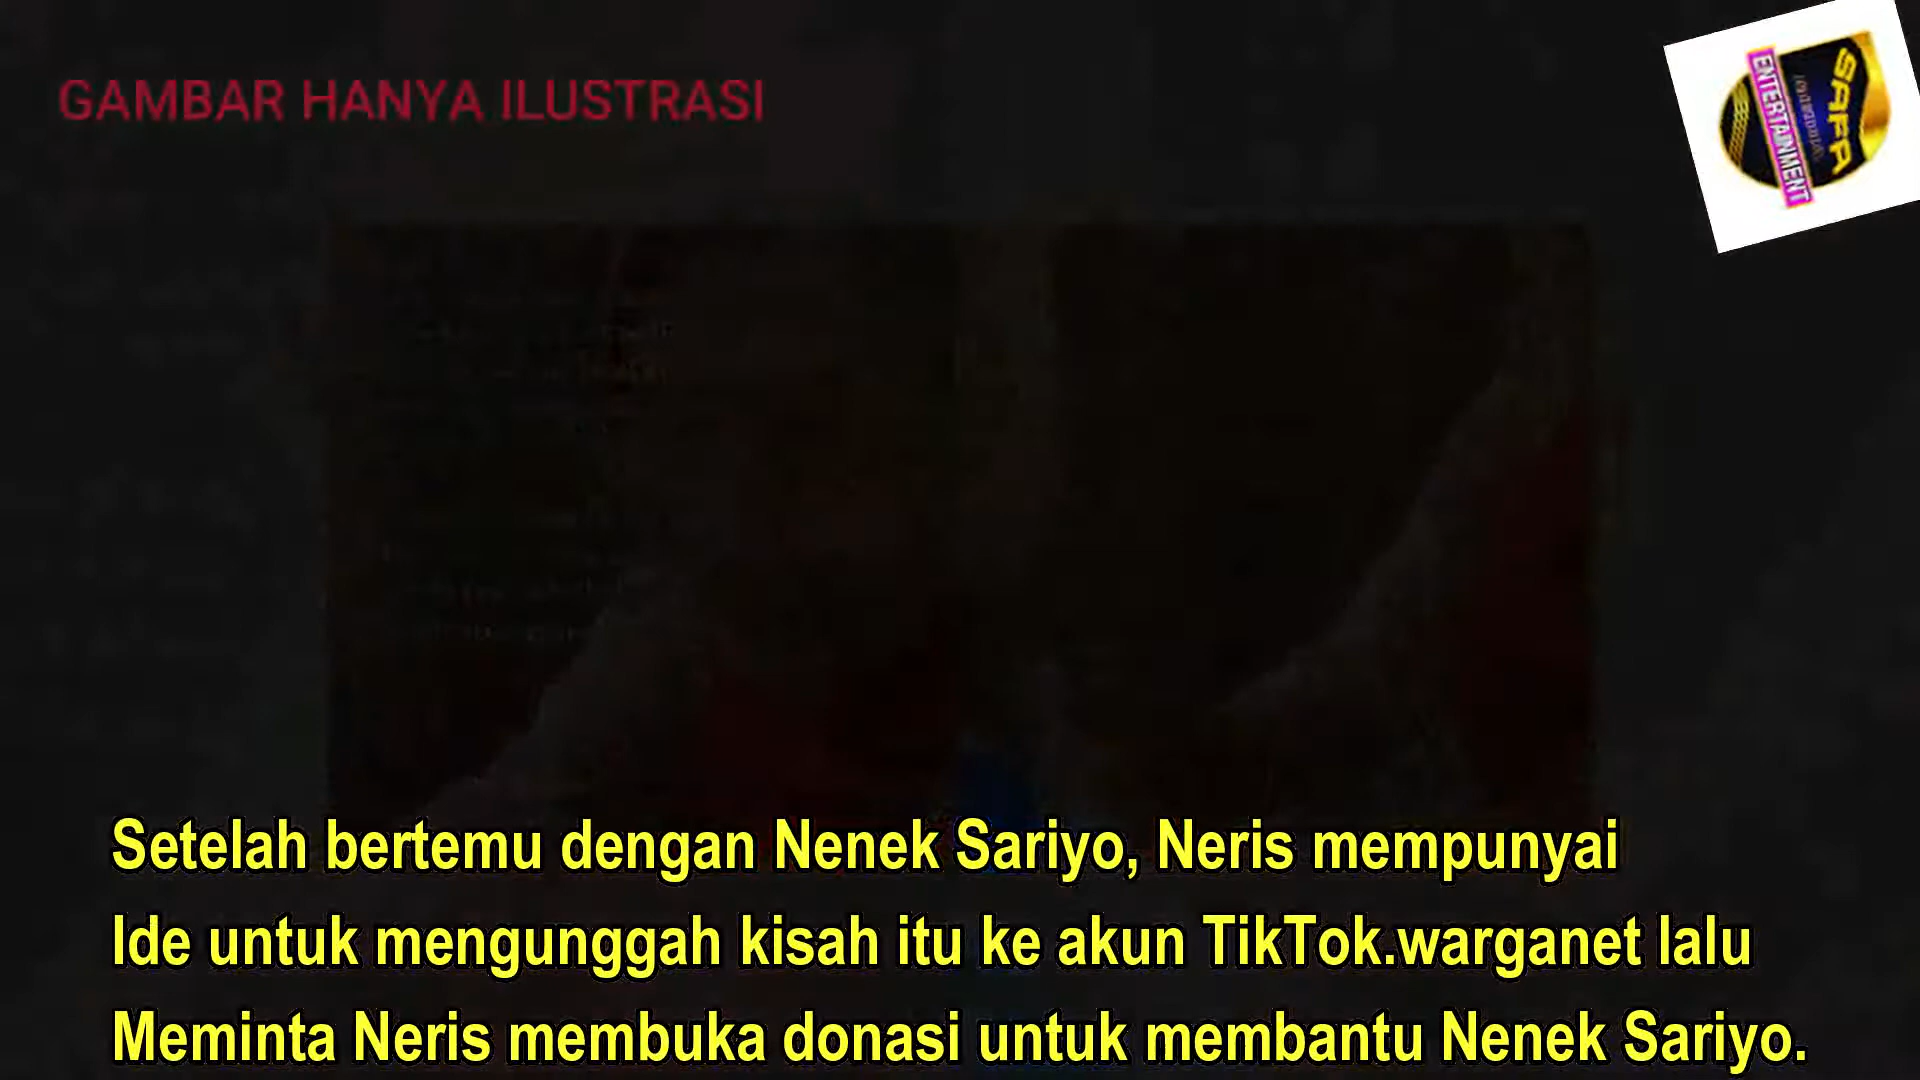 GAMBAR HANYA ILUSTRASI
SAFA
ENTERTAINMENT
Setelah bertemu dengan Nenek Sariyo, Neris mempunyai
Ide untuk mengunggah kisah itu ke akun TikTok.warganet lalu
Meminta Neris membuka donasi untuk membantu Nenek Sariyo.